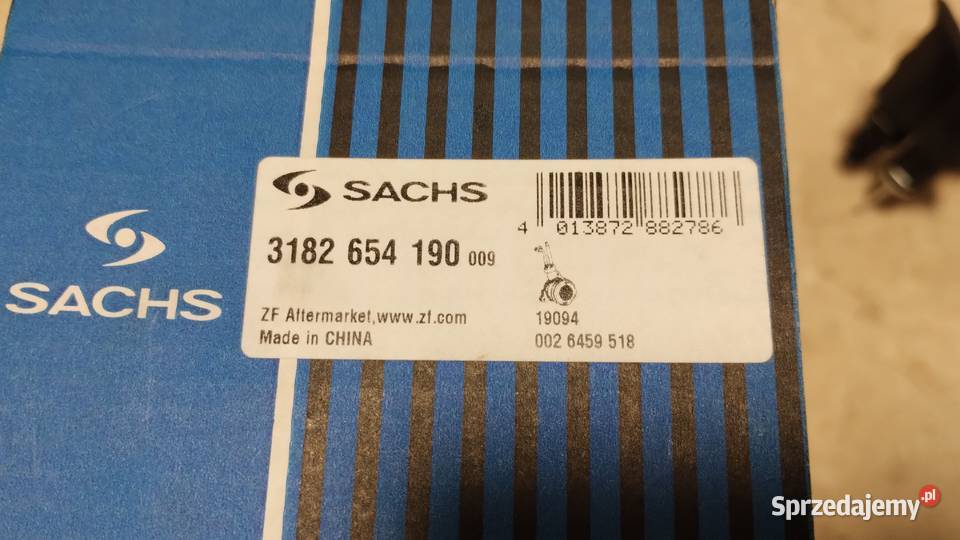 SACHS
SACHS
3182 654 190 009
4 013872 882786
ZF Aftermarket,www.zf.com
Made in CHINA
19094
002 6459 518
Sprzedajemy.pl